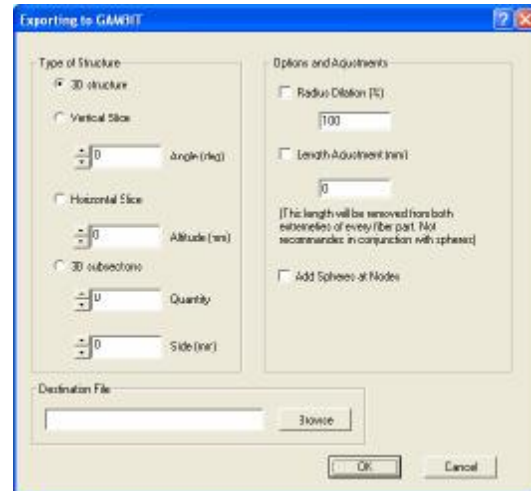 Exporting to GAMBIT
Type of Structure
3D structure
Vertical Slice
0
Angle (deg)
Horizontal Slice
0
Altitude (mm)
3D subsections
0
Quantity
0
Side (mm)
Options and Adjustments
Radius Dilation (%)
100
Length Adjustment (mm)
0
(This length will be removed from both
extremeties of every fiber part. Not
recommended in conjunction with spheres)
Add Spheres at Nodes
Destination File
Browse
OK
Cancel